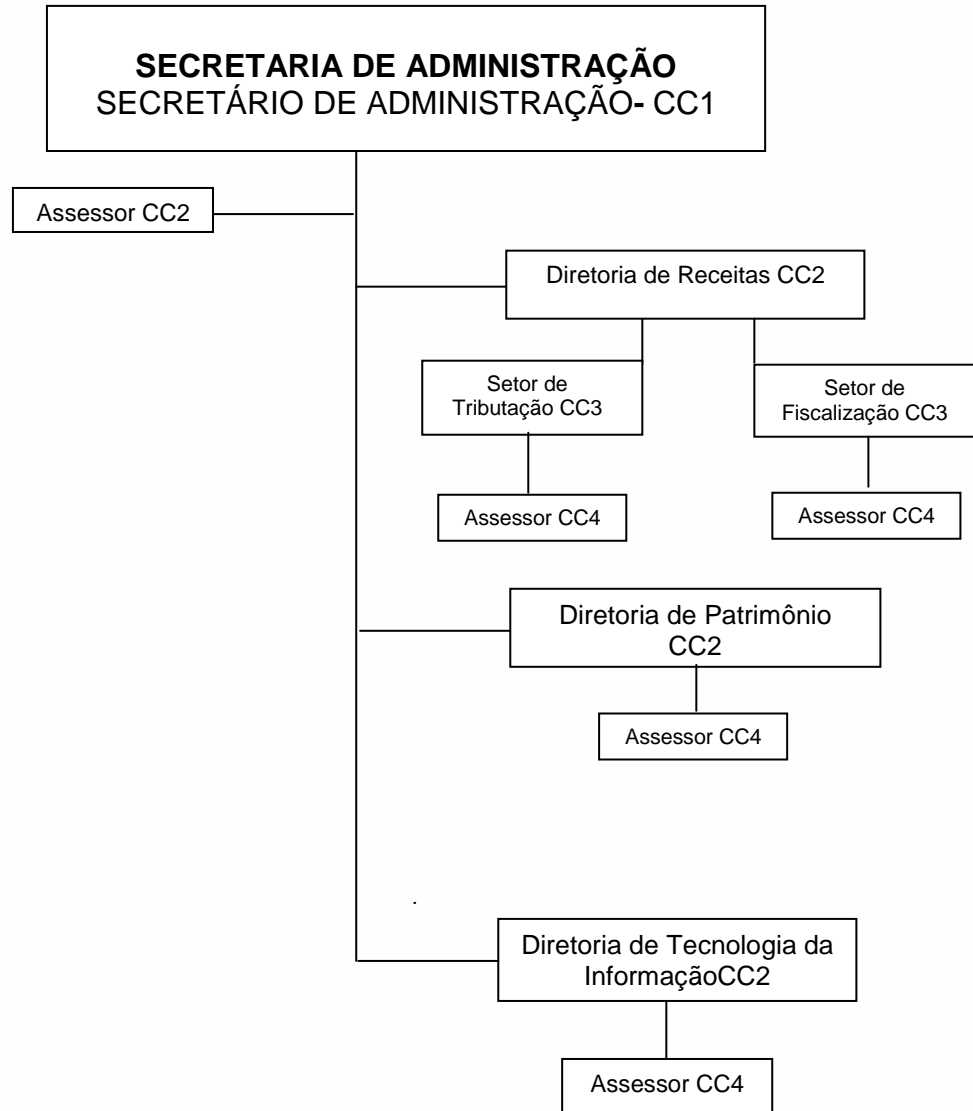 SECRETARIA DE ADMINISTRAÇÃO
SECRETÁRIO DE ADMINISTRAÇÃO- CC1
Assessor CC2
Diretoria de Receitas CC2
Setor de
Tributação CC3
Setor de
Fiscalização CC3
Assessor CC4
Assessor CC4
Diretoria de Patrimônio
CC2
Assessor CC4
.
Diretoria de Tecnologia da
InformaçãoCC2
Assessor CC4